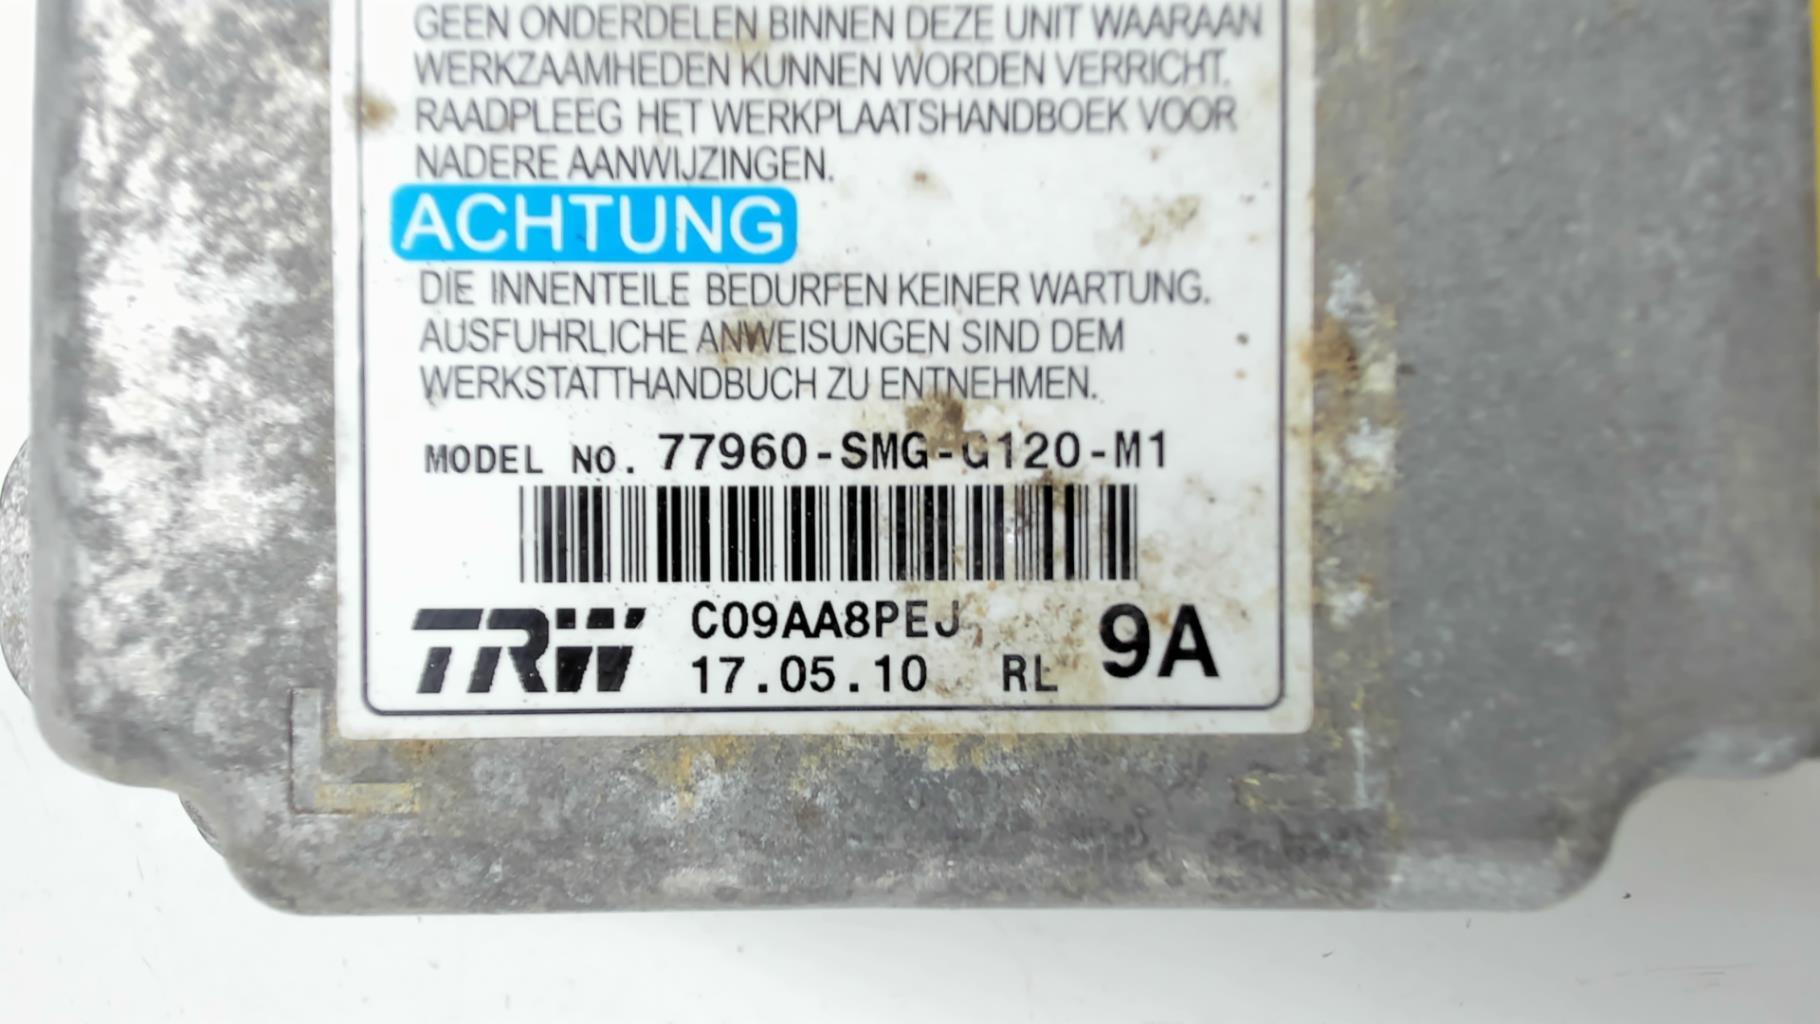 GEEN ONDERDELEN BINNEN DEZE UNIT WAARAAN
WERKZAAMHEDEN KUNNEN WORDEN VERRICHT.
RAADPLEEG HET WERKPLAATSHANDBOEK VOOR
NADERE AANWIJZINGEN.
ACHTUNG
DIE INNENTEILE BEDURFEN KEINER WARTUNG.
AUSFUHRLICHE ANWEISUNGEN SIND DEM
WERKSTATTHANDBUCH ZU ENTNEHMEN.
MODEL NO. 77960-SMG-G120-M1
TRW C09AA8PEJ 9A
17.05.10 RL